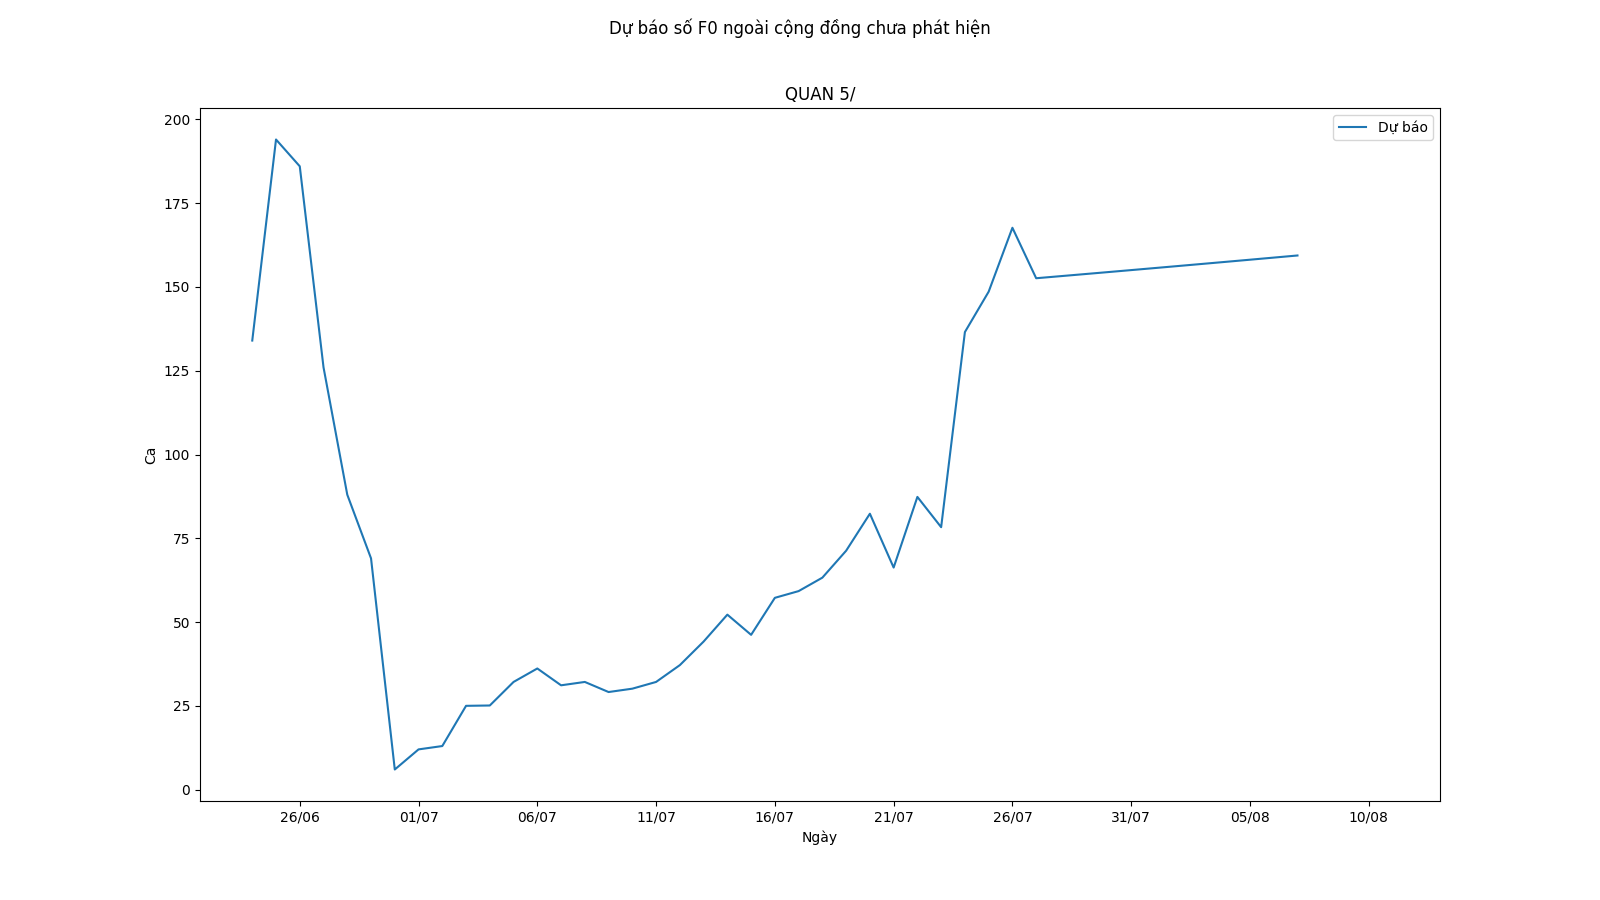 Dự báo số F0 ngoài cộng đồng chưa phát hiện
QUAN 5/
Dự báo
200
175
150
125
100
75
50
25
0
Ca
26/06 01/07 06/07 11/07 16/07 21/07 26/07 31/07 05/08 10/08
Ngày